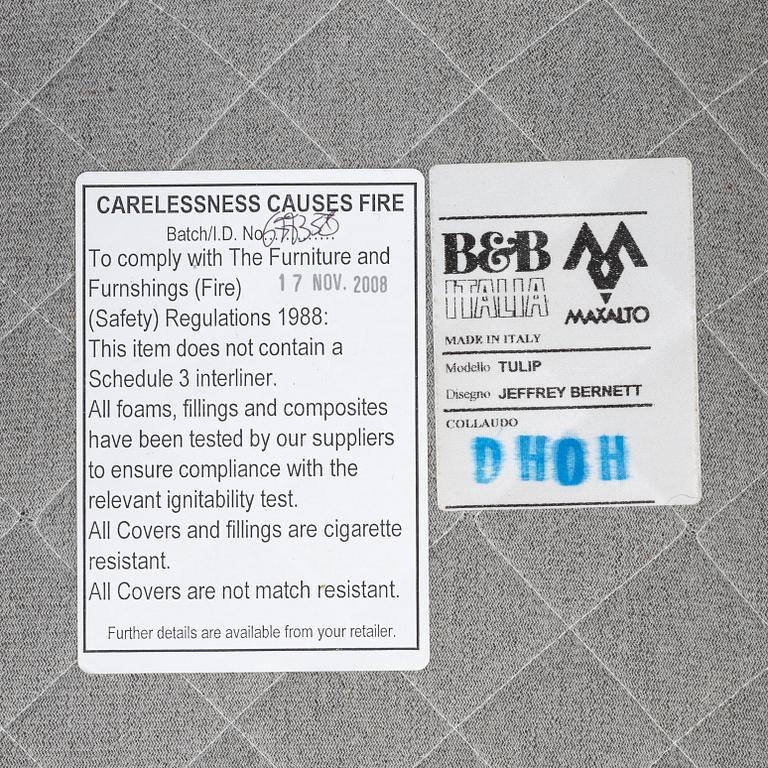 CARELESSNESS CAUSES FIRE
Batch/I.D. No.
To comply with The Furniture and
Furnshings (Fire) 17 NOV. 2008
(Safety) Regulations 1988:
This item does not contain a
Schedule 3 interliner.
All foams, fillings and composites
have been tested by our suppliers
to ensure compliance with the
relevant ignitability test.
All Covers and fillings are cigarette
resistant.
All Covers are not match resistant.
Further details are available from your retailer.
B&B
ITALIA
MAXALTO
MADE IN ITALY
Modello TULIP
Disegno JEFFREY BERNETT
COLLAUDO
DHOH